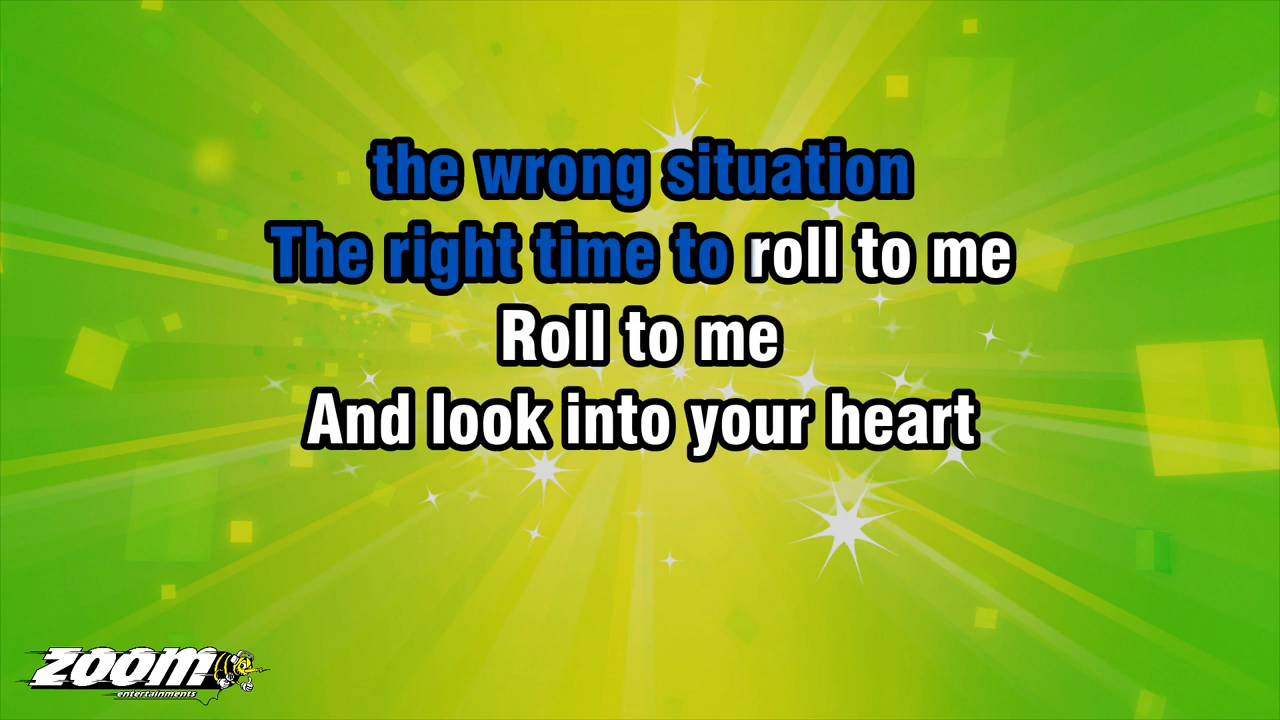 the wrong situation
The right time to roll to me
Roll to me
And look into your heart
zoom
entertainments